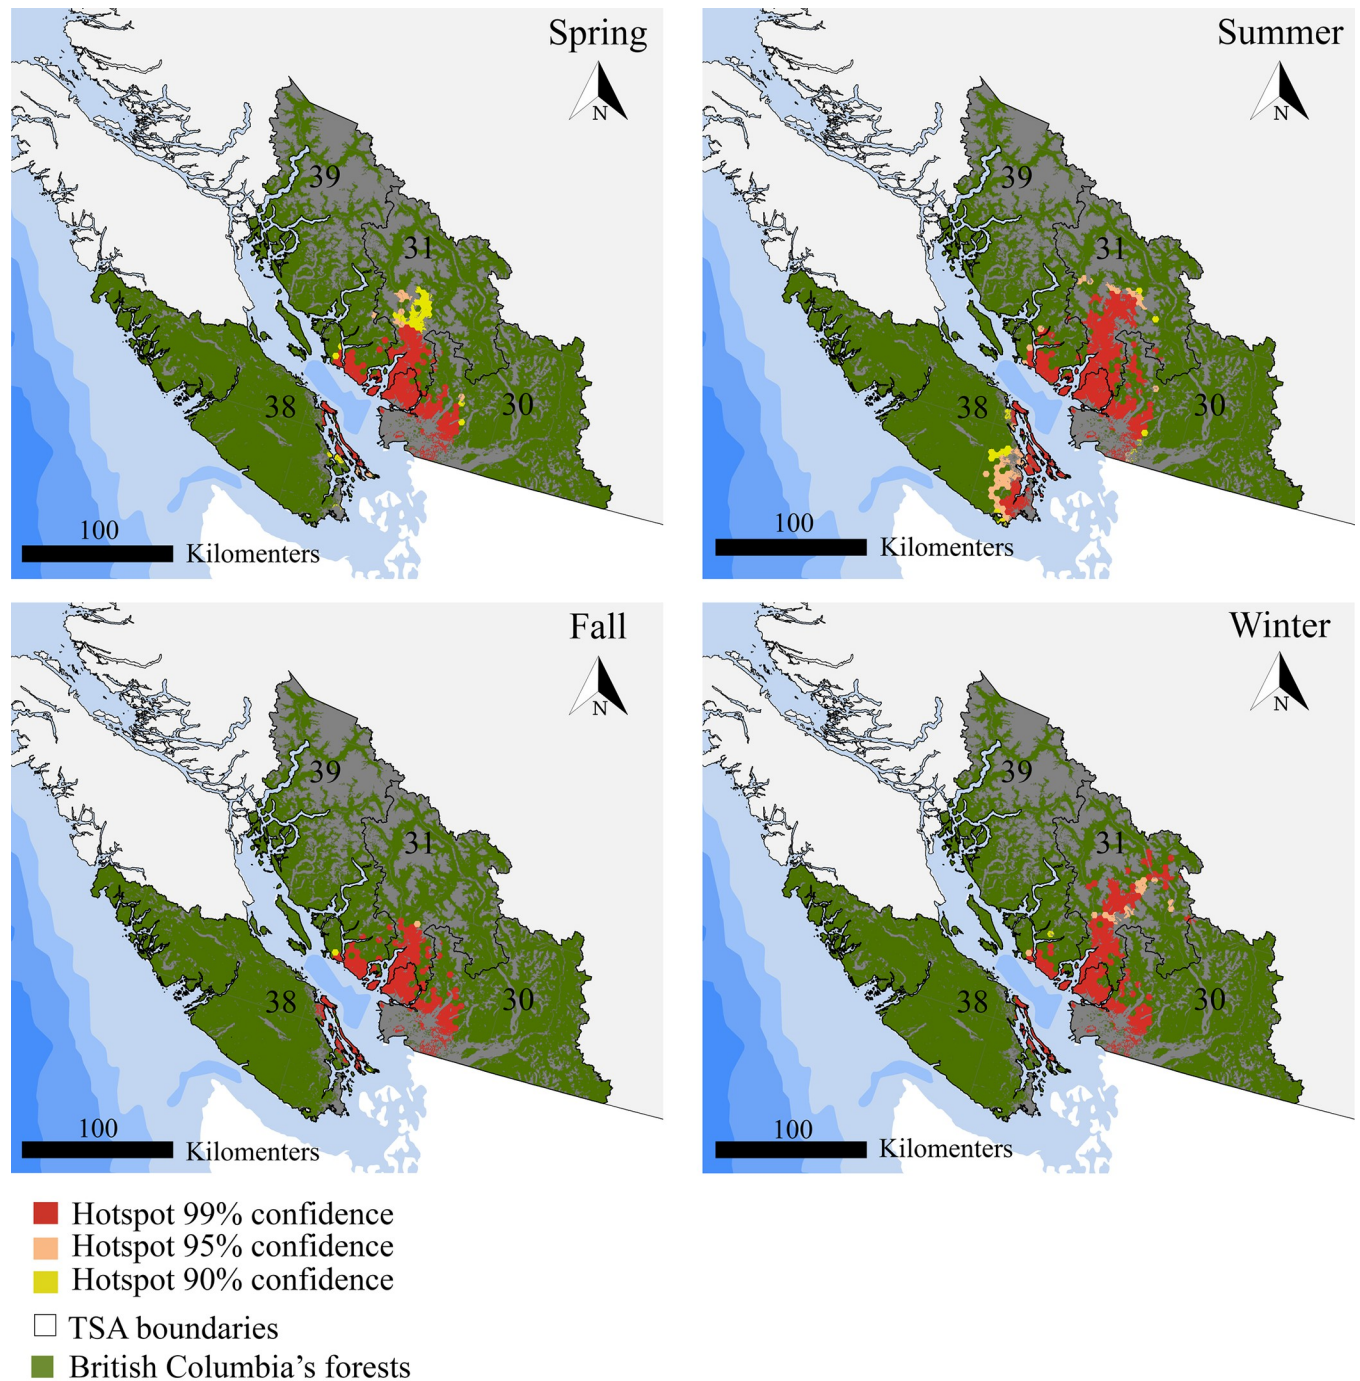 Spring
N
39
31
38
30
100
Kilomenters
Summer
N
39
31
38
30
100
Kilomenters
Fall
N
39
31
38
30
100
Kilomenters
Winter
N
39
31
38
30
100
Kilomenters
Hotspot 99% confidence
Hotspot 95% confidence
Hotspot 90% confidence
TSA boundaries
British Columbia’s forests